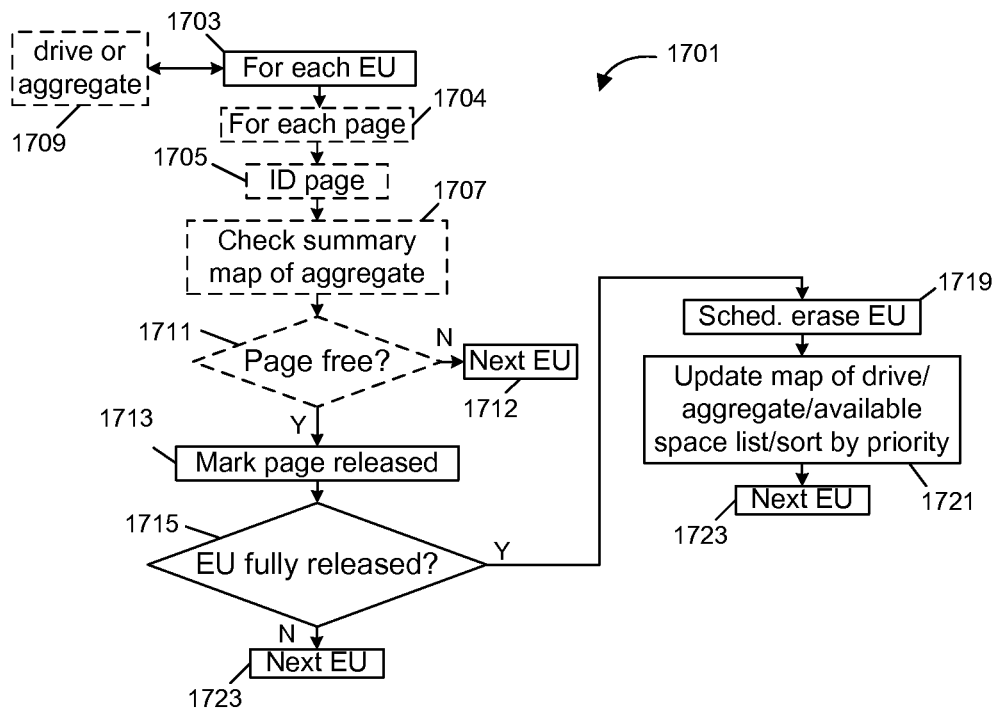 1703
drive or
aggregate
For each EU
1701
1709
1704
For each page
1705
ID page
1707
Check summary
map of aggregate
1711
Page free?
N
Next EU
1712
Y
1713
Mark page released
1715
EU fully released?
Y
N
Next EU
1723
1719
Sched. erase EU
Update map of drive/
aggregate/available
space list/sort by priority
1721
Next EU
1723